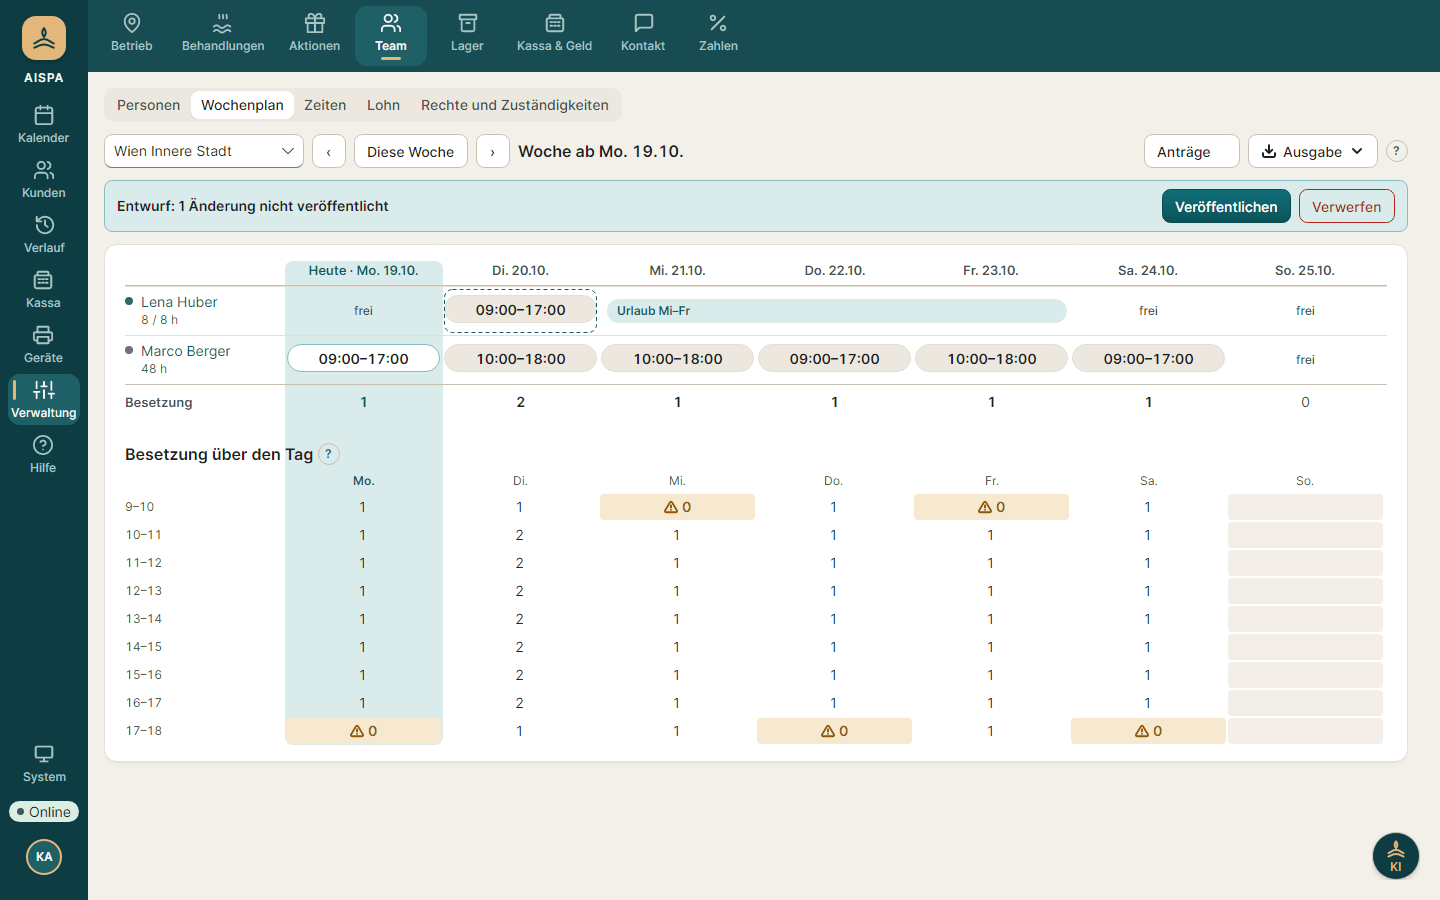 AISPA
Kalender
Kunden
Verlauf
Kassa
Geräte
Verwaltung
Hilfe
System
Online
KA
Betrieb
Behandlungen
Aktionen
Team
Lager
Kassa & Geld
Kontakt
Zahlen
Personen Wochenplan Zeiten Lohn Rechte und Zuständigkeiten
Wien Innere Stadt ‹ Diese Woche › Woche ab Mo. 19.10. Anträge Ausgabe ?
Entwurf: 1 Änderung nicht veröffentlicht Veröffentlichen Verwerfen
Heute · Mo. 19.10. Di. 20.10. Mi. 21.10. Do. 22.10. Fr. 23.10. Sa. 24.10. So. 25.10.
Lena Huber
8 / 8 h
frei 09:00–17:00 Urlaub Mi–Fr frei frei
Marco Berger
48 h
09:00–17:00 10:00–18:00 10:00–18:00 09:00–17:00 10:00–18:00 09:00–17:00 frei
Besetzung 1 2 1 1 1 1 0
Besetzung über den Tag ?
Mo. Di. Mi. Do. Fr. Sa. So.
9–10 1 1 0 1 0 1
10–11 1 2 1 1 1 1
11–12 1 2 1 1 1 1
12–13 1 2 1 1 1 1
13–14 1 2 1 1 1 1
14–15 1 2 1 1 1 1
15–16 1 2 1 1 1 1
16–17 1 2 1 1 1 1
17–18 0 1 1 0 1 0
KI